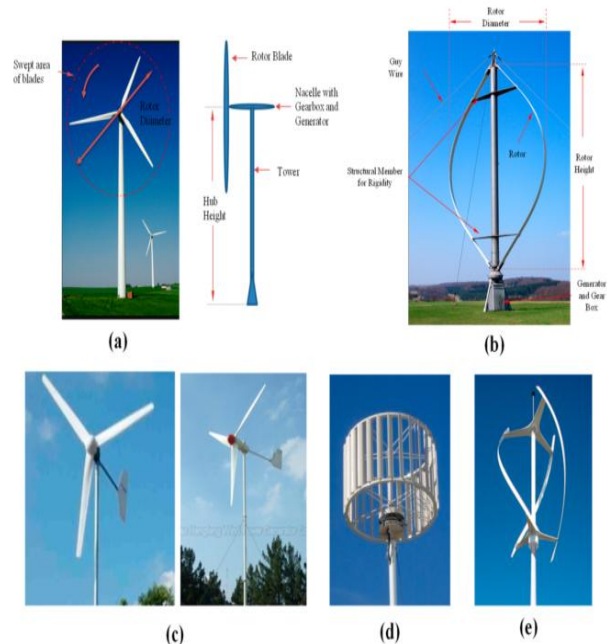 Swept area
of blades
Rotor
Diameter
Rotor Blade
Nacelle with
Gearbox and
Generator
Tower
Hub
Height
(a)
Rotor
Diameter
Guy
Wire
Rotor
Structural Member
for Rigidity
Rotor
Height
Generator
and Gear
Box
(b)
(c)
(d)
(e)